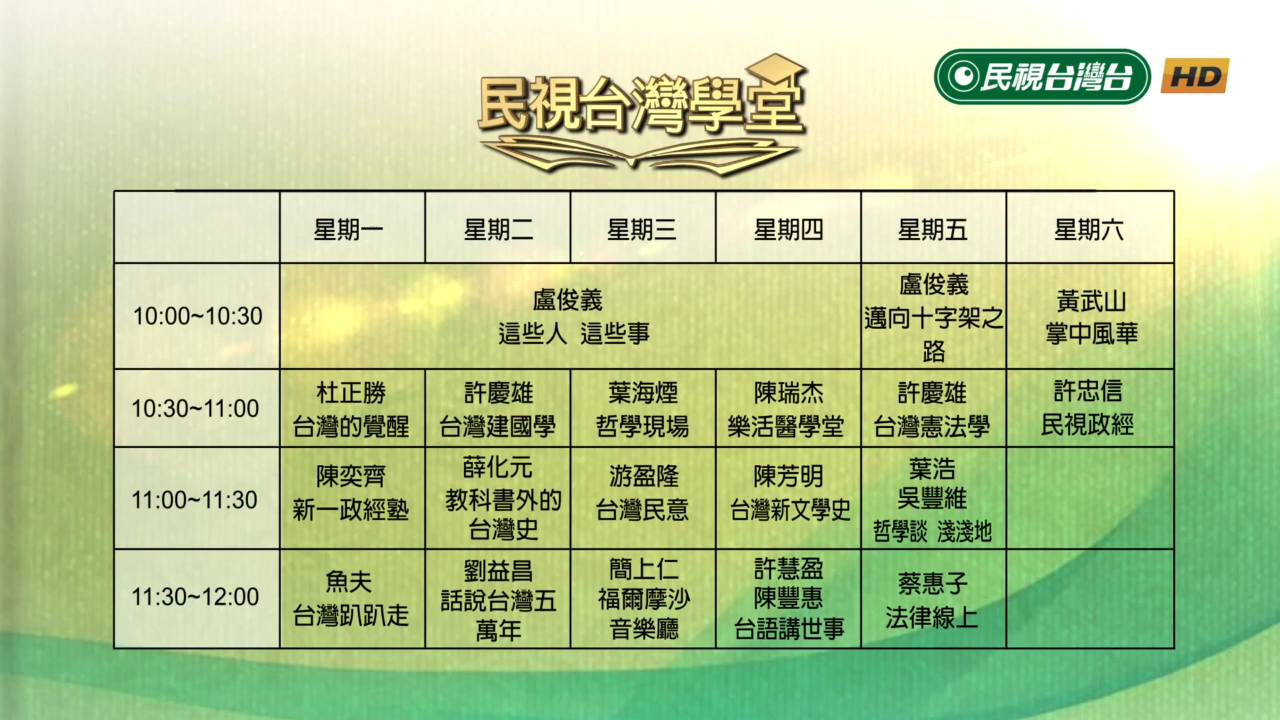 民視台灣學堂
民視台灣台 HD
星期一 星期二 星期三 星期四 星期五 星期六
10:00~10:30
盧俊義
這些人 這些事
盧俊義
邁向十字架之
路
黃武山
掌中風華
10:30~11:00
杜正勝
台灣的覺醒
許慶雄
台灣建國學
葉海煙
哲學現場
陳瑞杰
樂活醫學堂
許慶雄
台灣憲法學
許忠信
民視政經
11:00~11:30
陳奕齊
新一政經塾
薛化元
教科書外的
台灣史
游盈隆
台灣民意
陳芳明
台灣新文學史
葉浩
吳豐維
哲學談 淺淺地
11:30~12:00
魚夫
台灣趴趴走
劉益昌
話說台灣五
萬年
簡上仁
福爾摩沙
音樂廳
許慧盈
陳豐惠
台語講世事
蔡惠子
法律線上